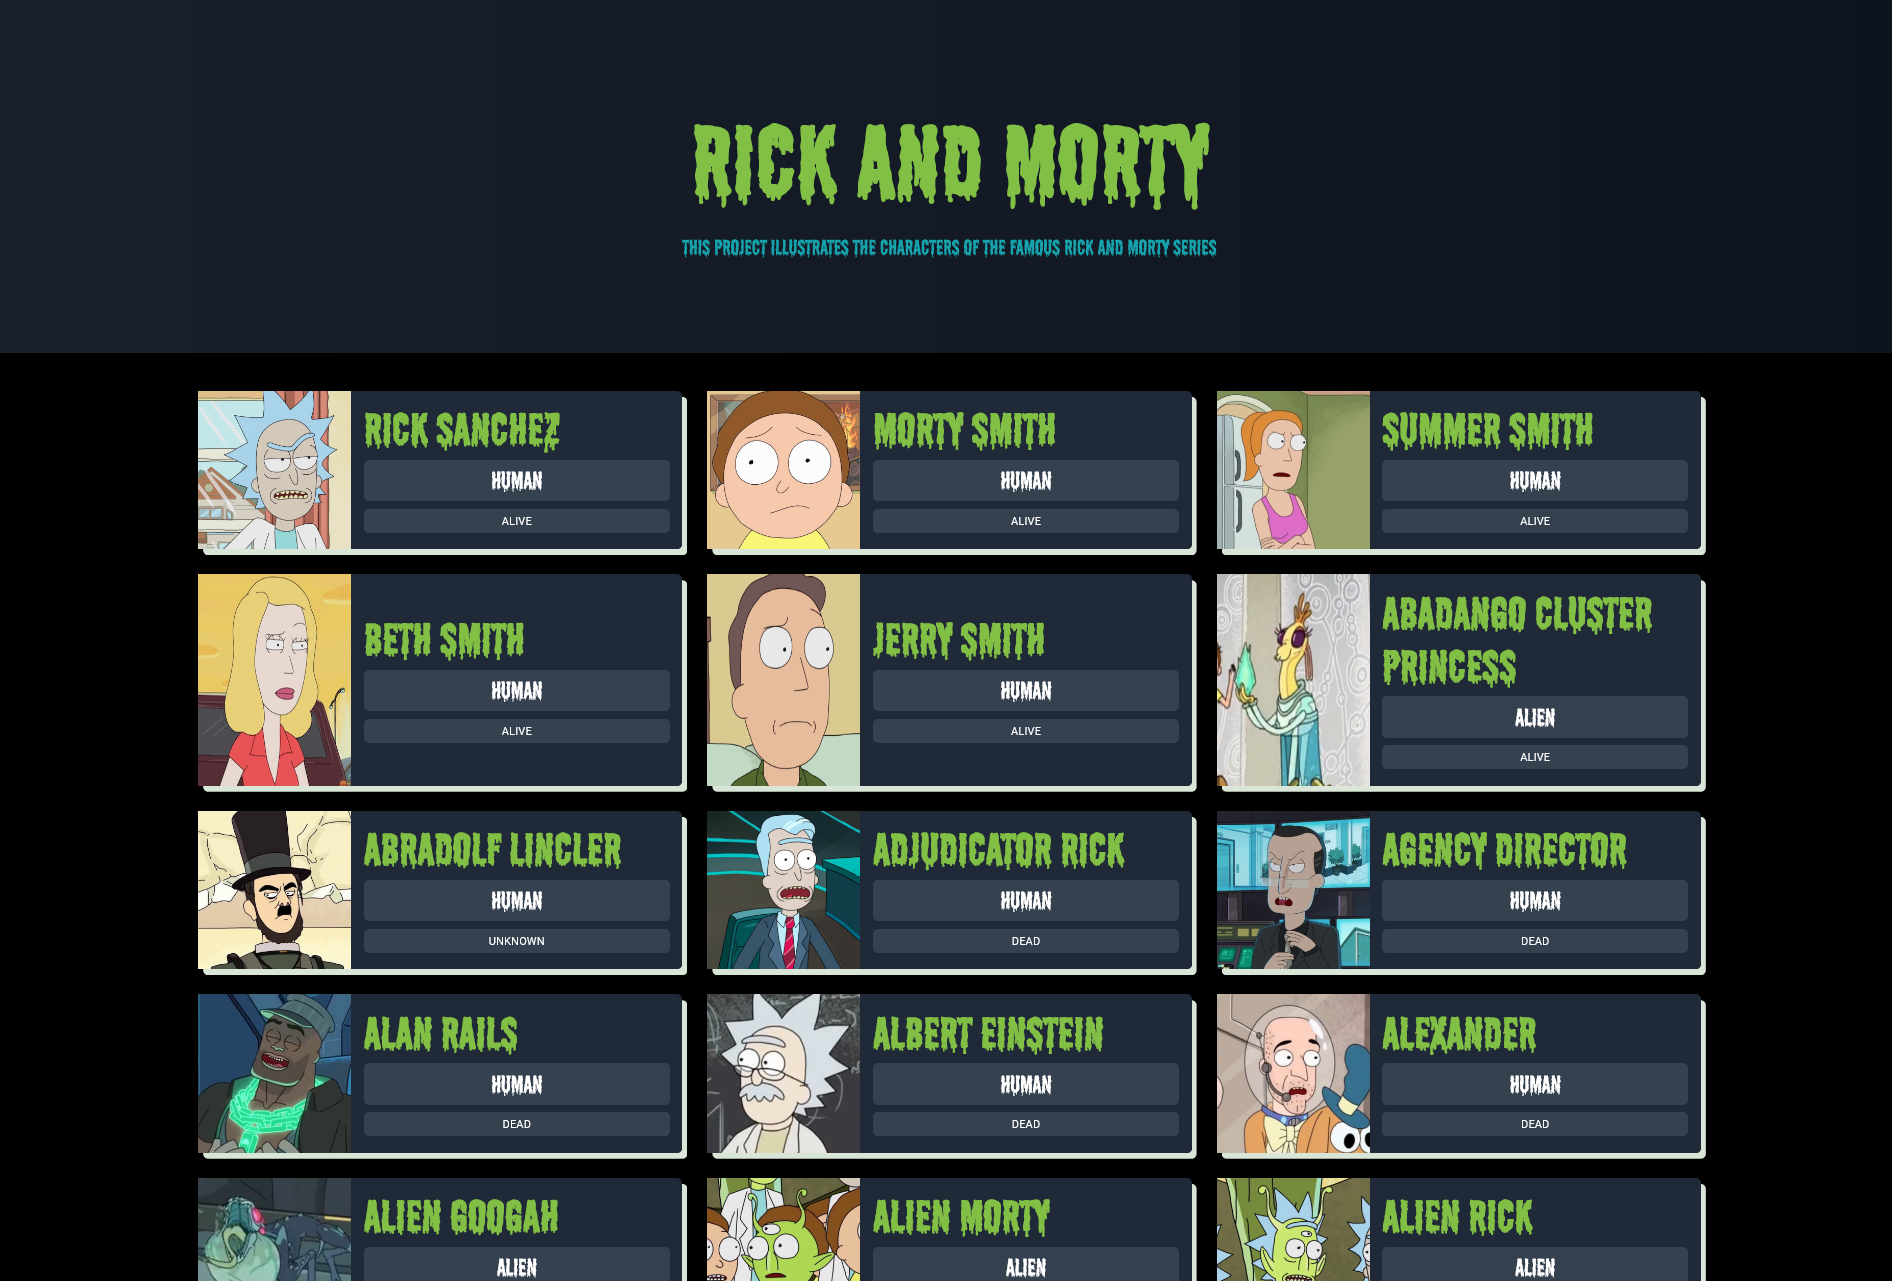 RICK AND MORTY
THIS PROJECT ILLUSTRATES THE CHARACTERS OF THE FAMOUS RICK AND MORTY SERIES
RICK SANCHEZ
HUMAN
ALIVE
MORTY SMITH
HUMAN
ALIVE
SUMMER SMITH
HUMAN
ALIVE
BETH SMITH
HUMAN
ALIVE
JERRY SMITH
HUMAN
ALIVE
ABADANGO CLUSTER
PRINCESS
ALIEN
ALIVE
ABRADOLF LINCLER
HUMAN
UNKNOWN
ADJUDICATOR RICK
HUMAN
DEAD
AGENCY DIRECTOR
HUMAN
DEAD
ALAN RAILS
HUMAN
DEAD
ALBERT EINSTEIN
HUMAN
DEAD
ALEXANDER
HUMAN
DEAD
ALIEN GOOGAH
ALIEN
ALIEN MORTY
ALIEN
ALIEN RICK
ALIEN